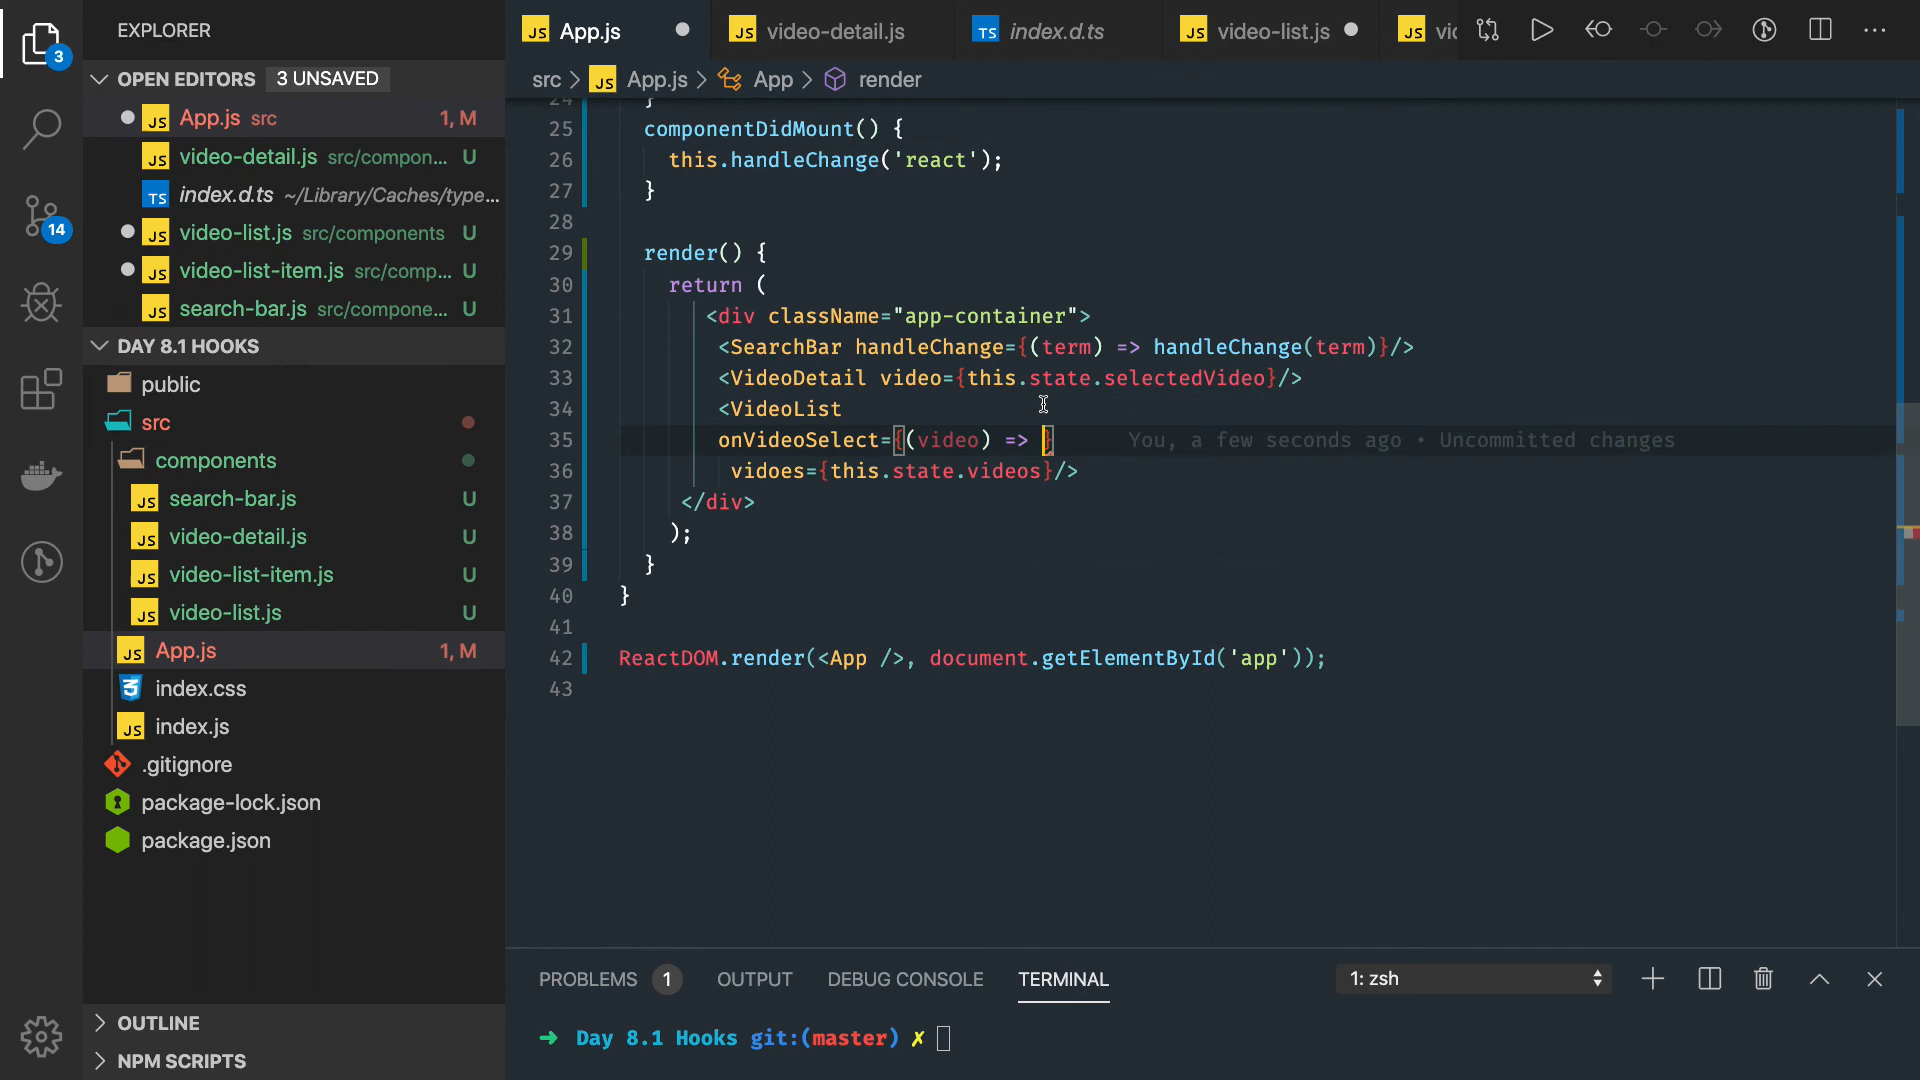 EXPLORER
3
OPEN EDITORS 3 UNSAVED
JS App.js src 1, M
JS video-detail.js src/compon... U
TS index.d.ts ~/Library/Caches/type...
JS video-list.js src/components U
JS video-list-item.js src/comp... U
JS search-bar.js src/compone... U
14
DAY 8.1 HOOKS
public
src
components
JS search-bar.js U
JS video-detail.js U
JS video-list-item.js U
JS video-list.js U
JS App.js 1, M
index.css
JS index.js
.gitignore
package-lock.json
package.json
OUTLINE
NPM SCRIPTS
JS App.js
JS video-detail.js
TS index.d.ts
JS video-list.js
JS
src > JS App.js > App > render
24 }
25 componentDidMount() {
26 this.handleChange('react');
27 }
28
29 render() {
30 return (
31 <div className="app-container">
32 <SearchBar handleChange={(term) => handleChange(term)}/>
33 <VideoDetail video={this.state.selectedVideo}/>
34 <VideoList
35 onVideoSelect={(video) => } You, a few seconds ago • Uncommitted changes
36 vidoes={this.state.videos}/>
37 </div>
38 );
39 }
40 }
41
42 ReactDOM.render(<App />, document.getElementById('app'));
43
PROBLEMS 1 OUTPUT DEBUG CONSOLE TERMINAL 1: zsh
➜ Day 8.1 Hooks git:(master) ✗